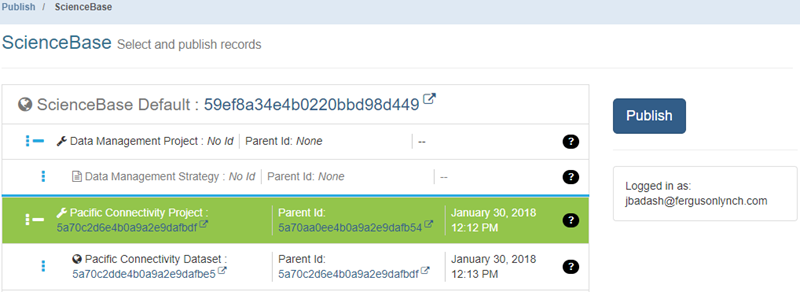 Publish / ScienceBase
ScienceBase Select and publish records
ScienceBase Default : 59ef8a34e4b0220bbd98d449
Data Management Project : No Id Parent Id: None -- ?
Data Management Strategy : No Id Parent Id: None -- ?
Pacific Connectivity Project : Parent Id: January 30, 2018
5a70c2d6e4b0a9a2e9dafbdf 5a70aa0ee4b0a9a2e9dafb54 12:12 PM ?
Pacific Connectivity Dataset : Parent Id: January 30, 2018
5a70c2dde4b0a9a2e9dafbe5 5a70c2d6e4b0a9a2e9dafbdf 12:13 PM ?
Publish
Logged in as:
jbadash@fergusonlynch.com